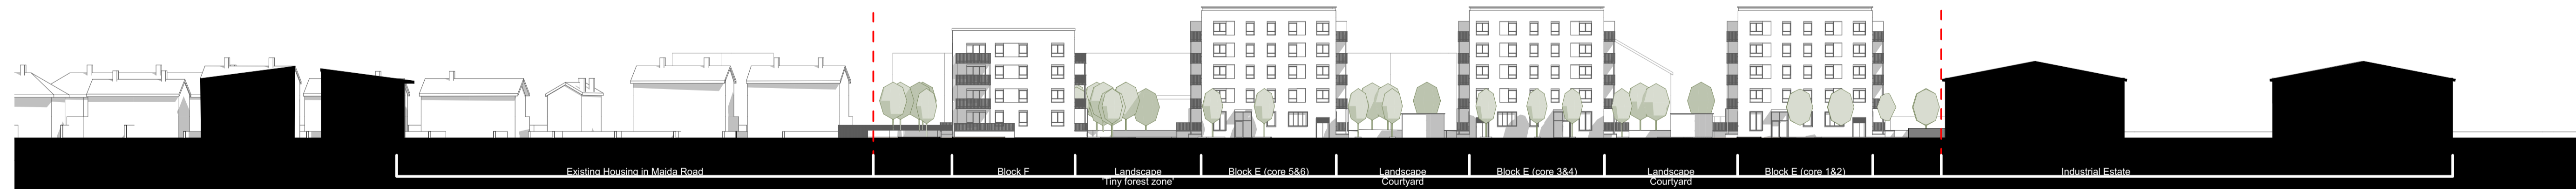 Existing Housing in Maida Road
Block F
Landscape
'Tiny forest zone'
Block E (core 5&6)
Landscape
Courtyard
Block E (core 3&4)
Landscape
Courtyard
Block E (core 1&2)
Industrial Estate